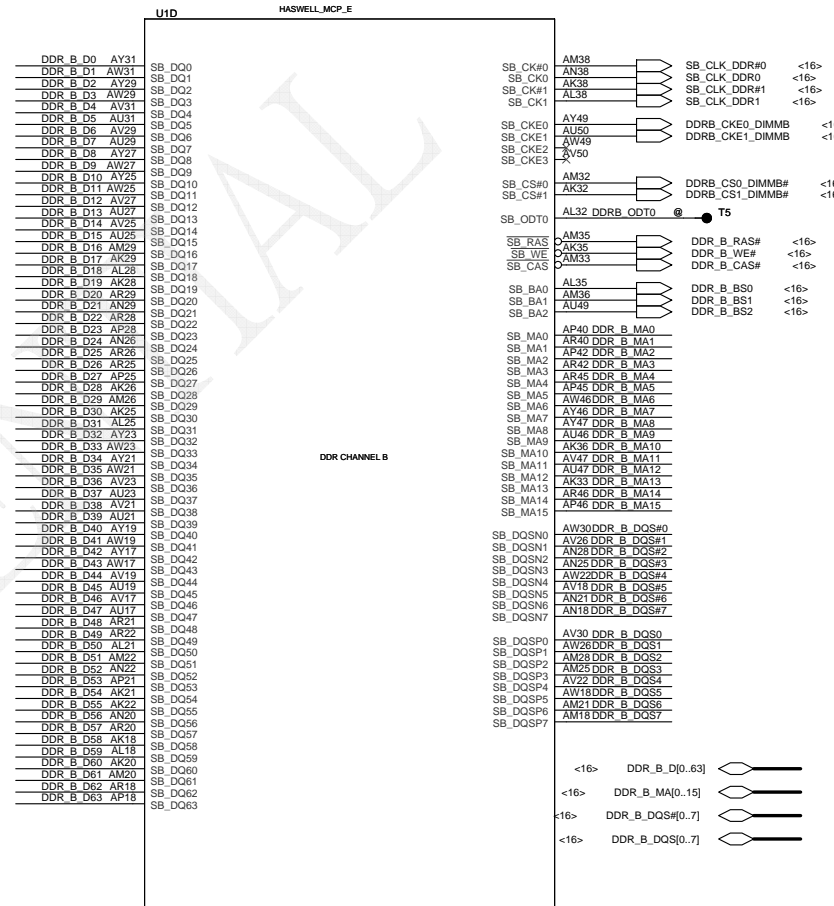 U1D
HASWELL_MCP_E
DDR_B_D0 AY31 SB_DQ0
DDR_B_D1 AW31 SB_DQ1
DDR_B_D2 AY29 SB_DQ2
DDR_B_D3 AW29 SB_DQ3
DDR_B_D4 AV31 SB_DQ4
DDR_B_D5 AU31 SB_DQ5
DDR_B_D6 AV29 SB_DQ6
DDR_B_D7 AU29 SB_DQ7
DDR_B_D8 AY27 SB_DQ8
DDR_B_D9 AW27 SB_DQ9
DDR_B_D10 AY25 SB_DQ10
DDR_B_D11 AW25 SB_DQ11
DDR_B_D12 AV27 SB_DQ12
DDR_B_D13 AU27 SB_DQ13
DDR_B_D14 AV25 SB_DQ14
DDR_B_D15 AU25 SB_DQ15
DDR_B_D16 AM29 SB_DQ16
DDR_B_D17 AK29 SB_DQ17
DDR_B_D18 AL28 SB_DQ18
DDR_B_D19 AK28 SB_DQ19
DDR_B_D20 AR29 SB_DQ20
DDR_B_D21 AN29 SB_DQ21
DDR_B_D22 AR28 SB_DQ22
DDR_B_D23 AP28 SB_DQ23
DDR_B_D24 AN26 SB_DQ24
DDR_B_D25 AR26 SB_DQ25
DDR_B_D26 AR25 SB_DQ26
DDR_B_D27 AP25 SB_DQ27
DDR_B_D28 AK26 SB_DQ28
DDR_B_D29 AM26 SB_DQ29
DDR_B_D30 AK25 SB_DQ30
DDR_B_D31 AL25 SB_DQ31
DDR_B_D32 AY23 SB_DQ32
DDR_B_D33 AW23 SB_DQ33
DDR_B_D34 AY21 SB_DQ34
DDR_B_D35 AW21 SB_DQ35
DDR_B_D36 AV23 SB_DQ36
DDR_B_D37 AU23 SB_DQ37
DDR_B_D38 AV21 SB_DQ38
DDR_B_D39 AU21 SB_DQ39
DDR_B_D40 AY19 SB_DQ40
DDR_B_D41 AW19 SB_DQ41
DDR_B_D42 AY17 SB_DQ42
DDR_B_D43 AW17 SB_DQ43
DDR_B_D44 AV19 SB_DQ44
DDR_B_D45 AU19 SB_DQ45
DDR_B_D46 AV17 SB_DQ46
DDR_B_D47 AU17 SB_DQ47
DDR_B_D48 AR21 SB_DQ48
DDR_B_D49 AR22 SB_DQ49
DDR_B_D50 AL21 SB_DQ50
DDR_B_D51 AM22 SB_DQ51
DDR_B_D52 AN22 SB_DQ52
DDR_B_D53 AP21 SB_DQ53
DDR_B_D54 AK21 SB_DQ54
DDR_B_D55 AK22 SB_DQ55
DDR_B_D56 AN20 SB_DQ56
DDR_B_D57 AR20 SB_DQ57
DDR_B_D58 AK18 SB_DQ58
DDR_B_D59 AL18 SB_DQ59
DDR_B_D60 AK20 SB_DQ60
DDR_B_D61 AM20 SB_DQ61
DDR_B_D62 AR18 SB_DQ62
DDR_B_D63 AP18 SB_DQ63
DDR CHANNEL B
SB_CK#0 AM38 SB_CLK_DDR#0 <16>
SB_CK0 AN38 SB_CLK_DDR0 <16>
SB_CK#1 AK38 SB_CLK_DDR#1 <16>
SB_CK1 AL38 SB_CLK_DDR1 <16>
SB_CKE0 AY49 DDRB_CKE0_DIMMB <1
SB_CKE1 AU50 DDRB_CKE1_DIMMB <1
SB_CKE2 AW49
SB_CKE3 AV50
SB_CS#0 AM32 DDRB_CS0_DIMMB# <16
SB_CS#1 AK32 DDRB_CS1_DIMMB# <16
SB_ODT0 AL32 DDRB_ODT0 @ T5
SB_RAS AM35 DDR_B_RAS# <16>
SB_WE AK35 DDR_B_WE# <16>
SB_CAS AM33 DDR_B_CAS# <16>
SB_BA0 AL35 DDR_B_BS0 <16>
SB_BA1 AM36 DDR_B_BS1 <16>
SB_BA2 AU49 DDR_B_BS2 <16>
SB_MA0 AP40 DDR_B_MA0
SB_MA1 AR40 DDR_B_MA1
SB_MA2 AP42 DDR_B_MA2
SB_MA3 AR42 DDR_B_MA3
SB_MA4 AR45 DDR_B_MA4
SB_MA5 AP45 DDR_B_MA5
SB_MA6 AW46 DDR_B_MA6
SB_MA7 AY46 DDR_B_MA7
SB_MA8 AY47 DDR_B_MA8
SB_MA9 AU46 DDR_B_MA9
SB_MA10 AK36 DDR_B_MA10
SB_MA11 AV47 DDR_B_MA11
SB_MA12 AU47 DDR_B_MA12
SB_MA13 AK33 DDR_B_MA13
SB_MA14 AR46 DDR_B_MA14
SB_MA15 AP46 DDR_B_MA15
SB_DQSN0 AW30 DDR_B_DQS#0
SB_DQSN1 AV26 DDR_B_DQS#1
SB_DQSN2 AN28 DDR_B_DQS#2
SB_DQSN3 AN25 DDR_B_DQS#3
SB_DQSN4 AW22 DDR_B_DQS#4
SB_DQSN5 AV18 DDR_B_DQS#5
SB_DQSN6 AN21 DDR_B_DQS#6
SB_DQSN7 AN18 DDR_B_DQS#7
SB_DQSP0 AV30 DDR_B_DQS0
SB_DQSP1 AW26 DDR_B_DQS1
SB_DQSP2 AM28 DDR_B_DQS2
SB_DQSP3 AM25 DDR_B_DQS3
SB_DQSP4 AV22 DDR_B_DQS4
SB_DQSP5 AW18 DDR_B_DQS5
SB_DQSP6 AM21 DDR_B_DQS6
SB_DQSP7 AM18 DDR_B_DQS7
<16> DDR_B_D[0..63]
<16> DDR_B_MA[0..15]
<16> DDR_B_DQS#[0..7]
<16> DDR_B_DQS[0..7]